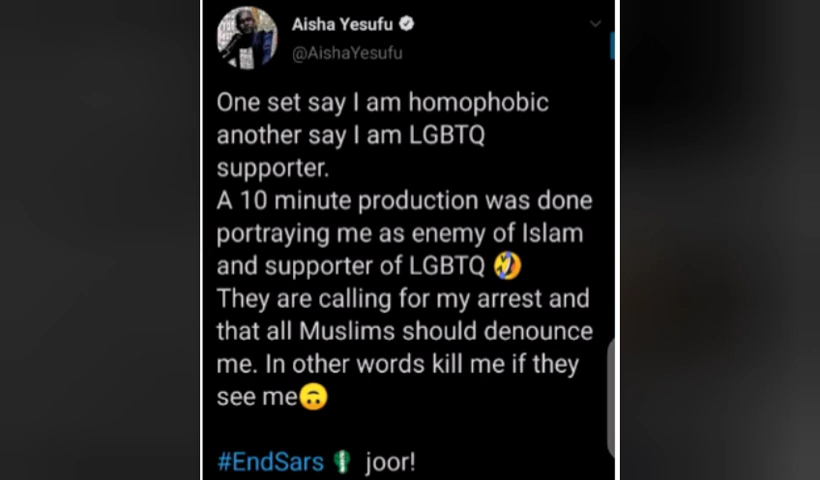 Aisha Yesufu
@AishaYesufu
One set say I am homophobic
another say I am LGBTQ
supporter.
A 10 minute production was done
portraying me as enemy of Islam
and supporter of LGBTQ 🤣
They are calling for my arrest and
that all Muslims should denounce
me. In other words kill me if they
see me🙃
#EndSars joor!